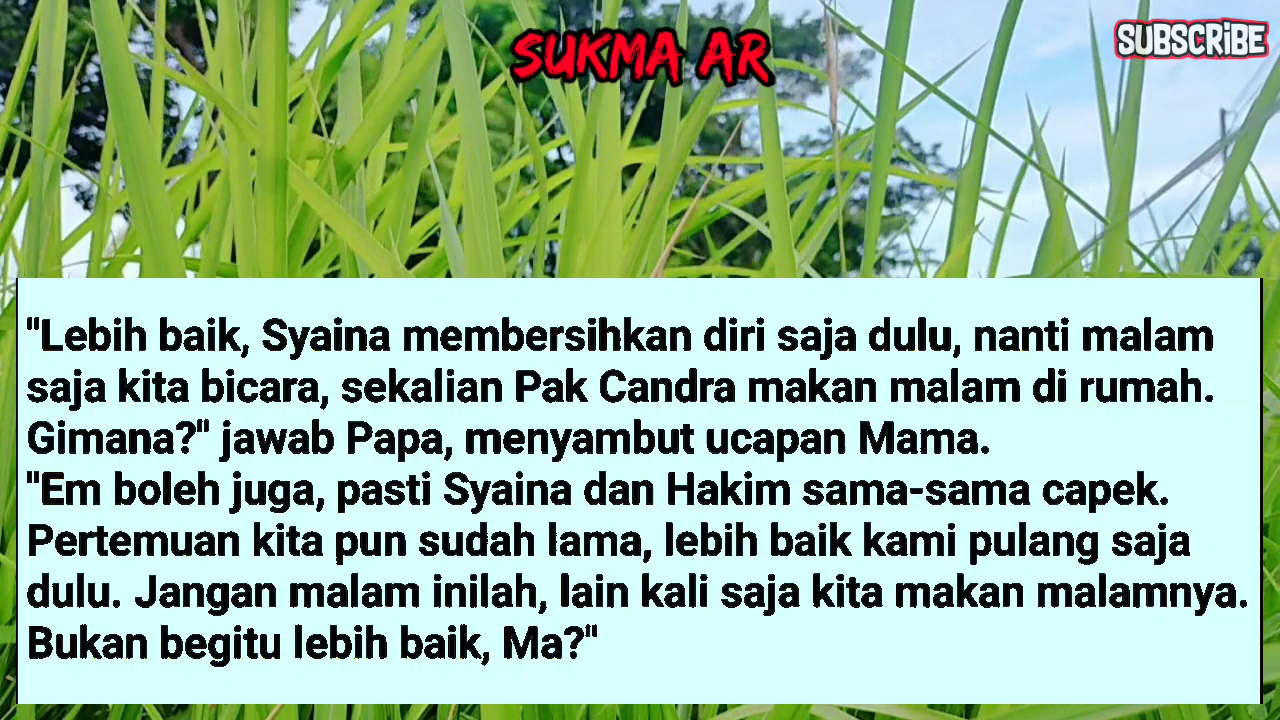 SUKMA AR
SUBSCRiBE
"Lebih baik, Syaina membersihkan diri saja dulu, nanti malam
saja kita bicara, sekalian Pak Candra makan malam di rumah.
Gimana?" jawab Papa, menyambut ucapan Mama.
"Em boleh juga, pasti Syaina dan Hakim sama-sama capek.
Pertemuan kita pun sudah lama, lebih baik kami pulang saja
dulu. Jangan malam inilah, lain kali saja kita makan malamnya.
Bukan begitu lebih baik, Ma?"